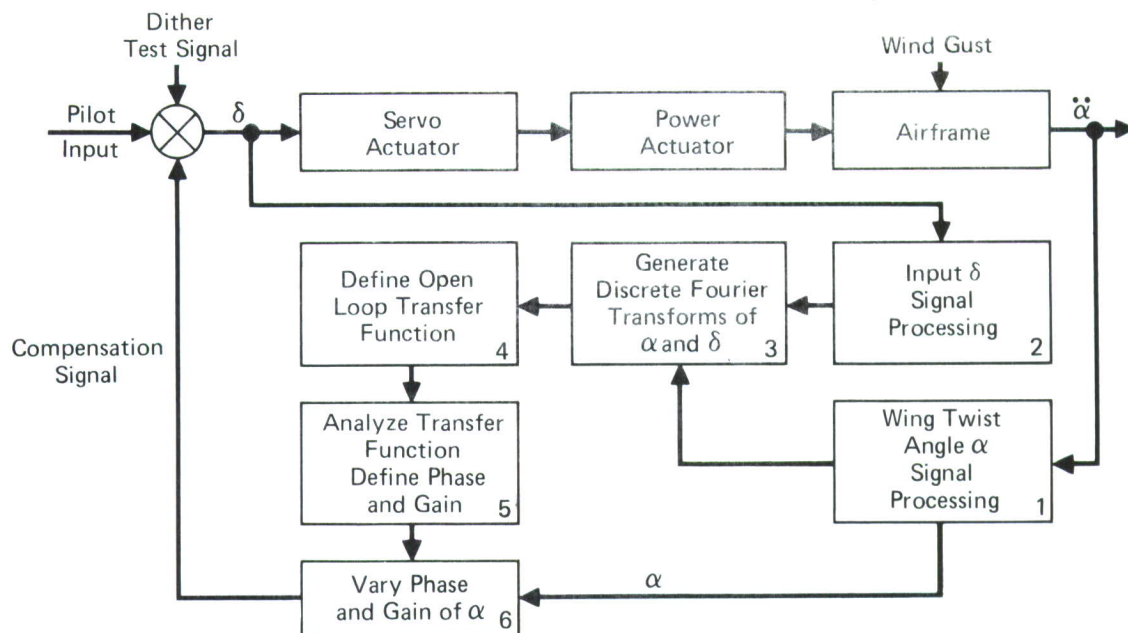 Dither
Test Signal
Wind Gust
Pilot
Input
δ
Servo
Actuator
Power
Actuator
Airframe
α̈
Define Open
Loop Transfer
Function
4
Generate
Discrete Fourier
Transforms of
α and δ
3
Input δ
Signal
Processing
2
Compensation
Signal
Analyze Transfer
Function
Define Phase
and Gain
5
Wing Twist
Angle α
Signal
Processing
1
Vary Phase
and Gain of α
6
α